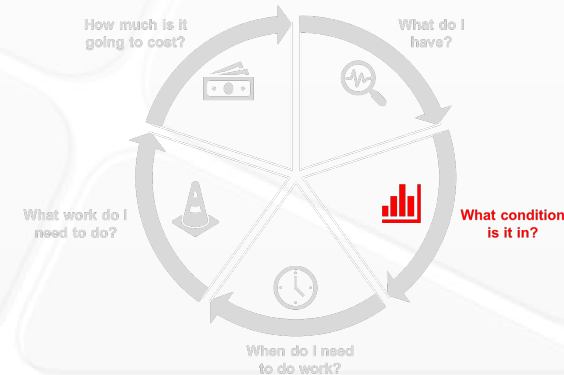 How much is it
going to cost?
What do I
have?
What condition
is it in?
When do I need
to do work?
What work do I
need to do?